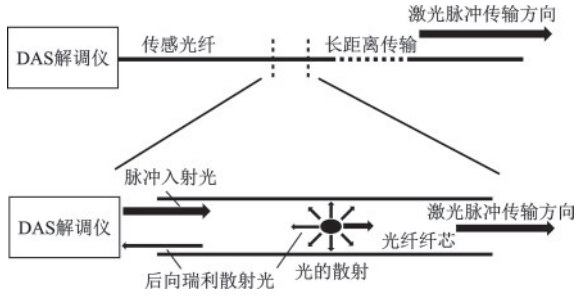 激光脉冲传输方向
传感光纤
长距离传输
DAS解调仪
脉冲入射光
激光脉冲传输方向
DAS解调仪
光纤纤芯
后向瑞利散射光
光的散射